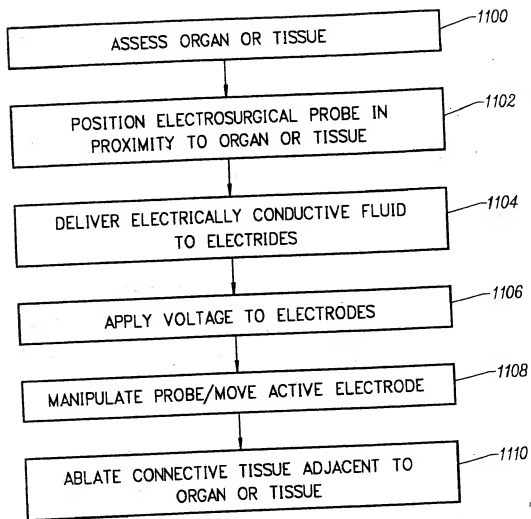 ASSESS ORGAN OR TISSUE
1100
POSITION ELECTROSURGICAL PROBE IN
PROXIMITY TO ORGAN OR TISSUE
1102
DELIVER ELECTRICALLY CONDUCTIVE FLUID
TO ELECTRIDES
1104
APPLY VOLTAGE TO ELECTRODES
1106
MANIPULATE PROBE/MOVE ACTIVE ELECTRODE
1108
ABLATE CONNECTIVE TISSUE ADJACENT TO
ORGAN OR TISSUE
1110